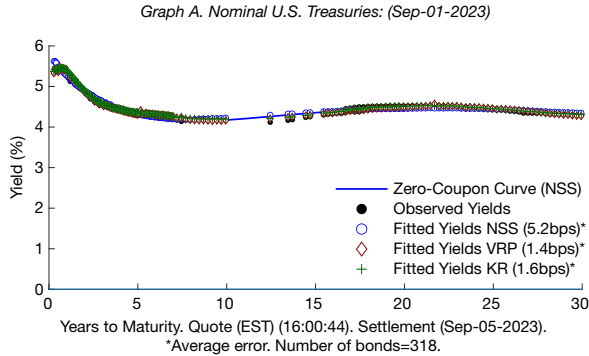 Graph A. Nominal U.S. Treasuries: (Sep-01-2023)
6
5
4
3
2
1
0
Yield (%)
Zero-Coupon Curve (NSS)
Observed Yields
Fitted Yields NSS (5.2bps)*
Fitted Yields VRP (1.4bps)*
Fitted Yields KR (1.6bps)*
0 5 10 15 20 25 30
Years to Maturity. Quote (EST) (16:00:44). Settlement (Sep-05-2023).
*Average error. Number of bonds=318.